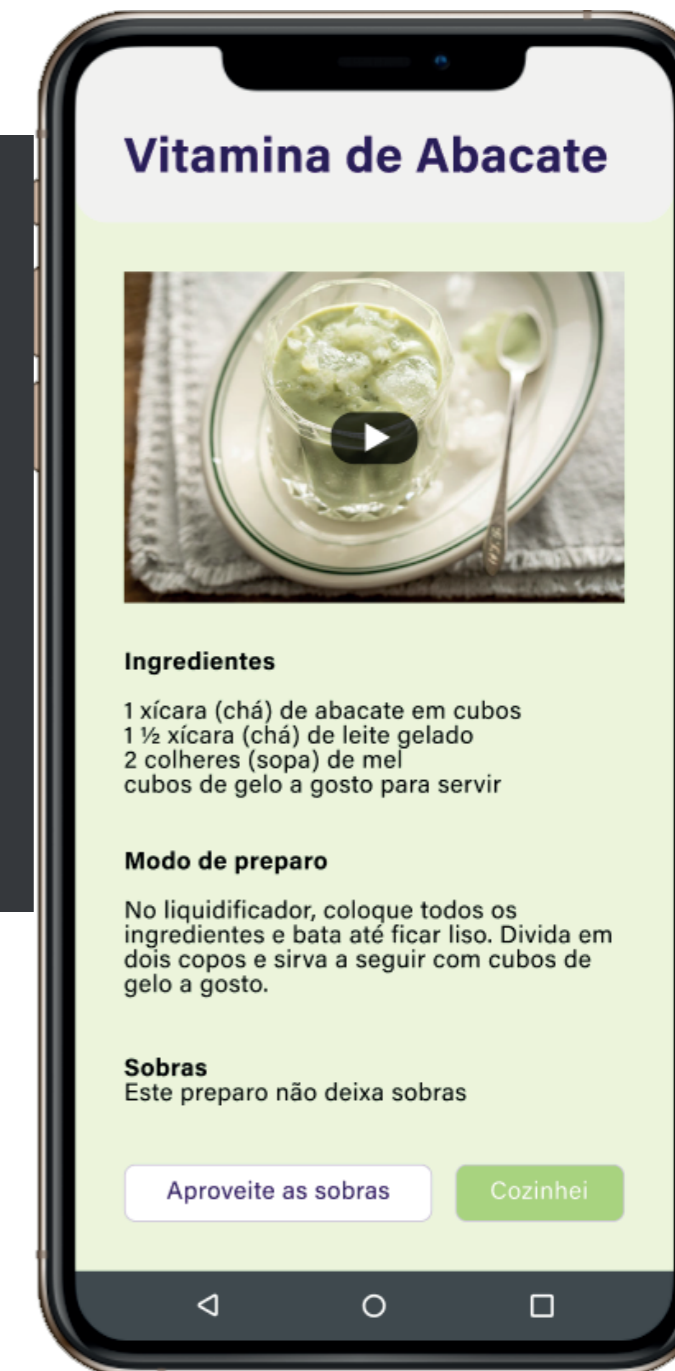 Vitamina de Abacate
Ingredientes
1 xícara (chá) de abacate em cubos
1 ½ xícara (chá) de leite gelado
2 colheres (sopa) de mel
cubos de gelo a gosto para servir
Modo de preparo
No liquidificador, coloque todos os
ingredientes e bata até ficar liso. Divida em
dois copos e sirva a seguir com cubos de
gelo a gosto.
Sobras
Este preparo não deixa sobras
Aproveite as sobras
Cozinhei